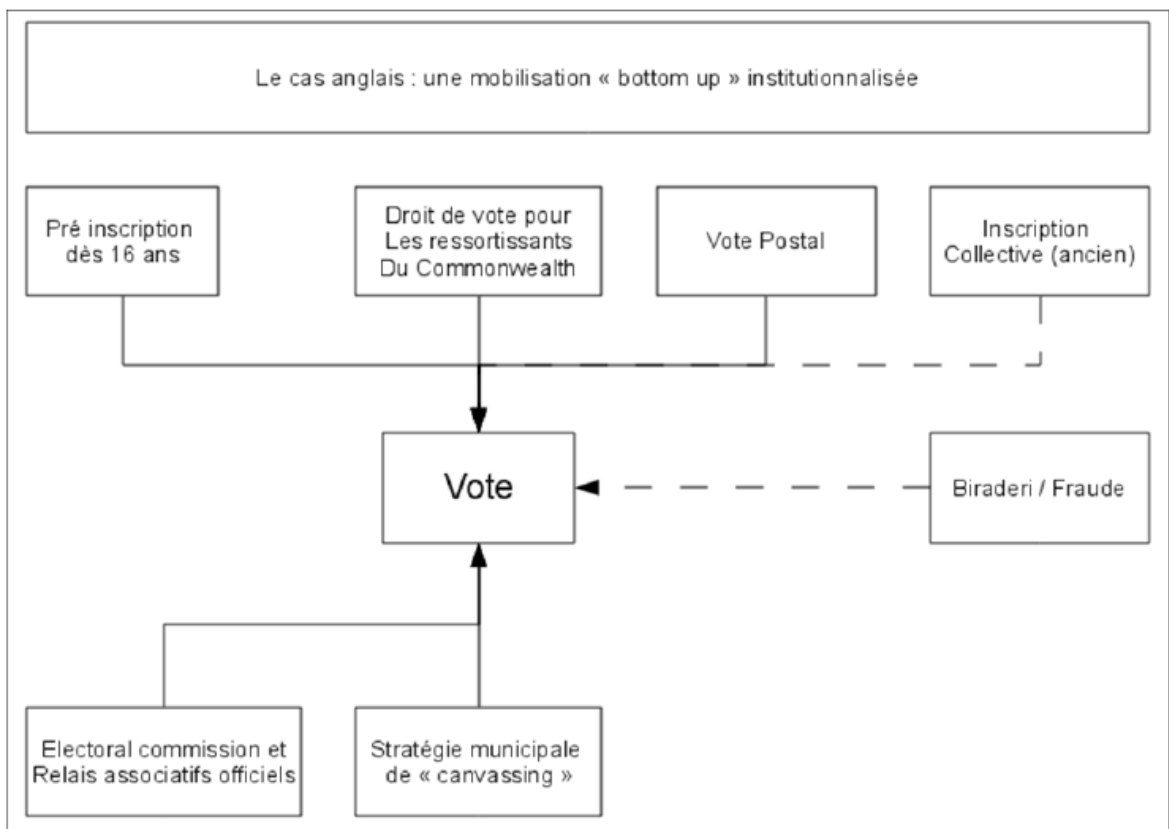 Le cas anglais : une mobilisation « bottom up » institutionnalisée
Pré inscription
dès 16 ans
Droit de vote pour
Les ressortissants
Du Commonwealth
Vote Postal
Inscription
Collective (ancien)
Vote
Biraderi / Fraude
Electoral commission et
Relais associatifs officiels
Stratégie municipale
de « canvassing »